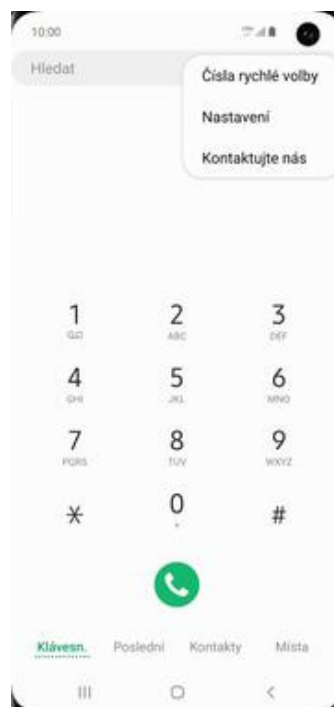 10:00
Hledat
Čísla rychlé volby
Nastavení
Kontaktujte nás
1 2 3
ABC DEF
4 5 6
GHI JKL MNO
7 8 9
PQRS TUV WXYZ
* 0 #
+
Klávesn. Poslední Kontakty Místa